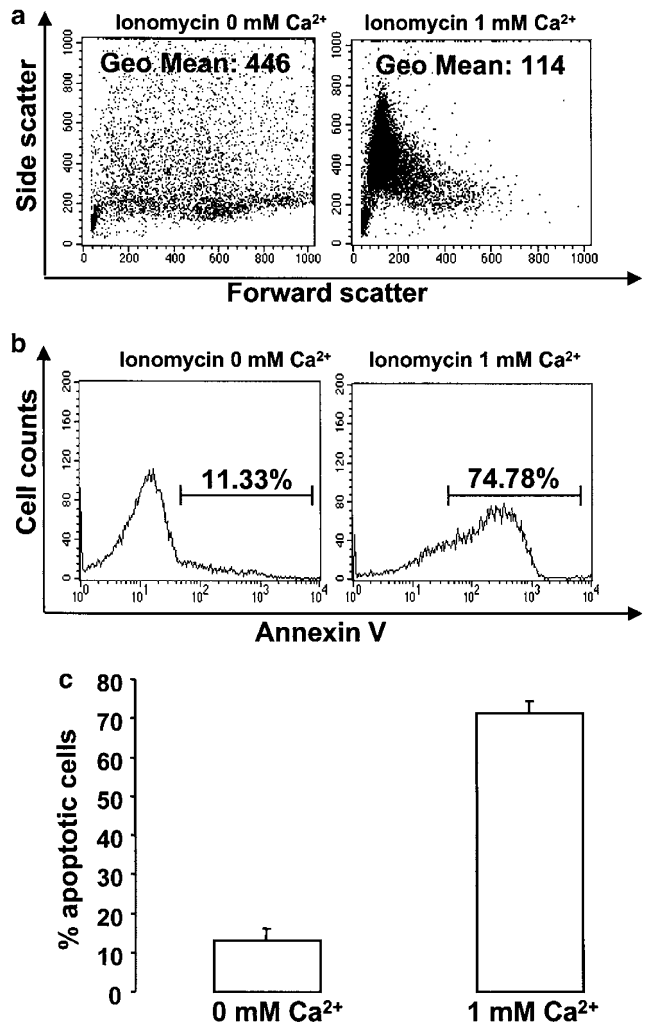 a
Ionomycin 0 mM Ca²⁺ Ionomycin 1 mM Ca²⁺
Geo Mean: 446 Geo Mean: 114
Side scatter
1000
800
600
400
200
0
0 200 400 600 800 1000
1000
800
600
400
200
0
0 200 400 600 800 1000
Forward scatter
b
Ionomycin 0 mM Ca²⁺ Ionomycin 1 mM Ca²⁺
Cell counts
200
160
120
80
40
0
11.33%
10⁰ 10¹ 10² 10³ 10⁴
200
160
120
80
40
0
74.78%
10⁰ 10¹ 10² 10³ 10⁴
Annexin V
c
% apoptotic cells
80
70
60
50
40
30
20
10
0
0 mM Ca²⁺ 1 mM Ca²⁺